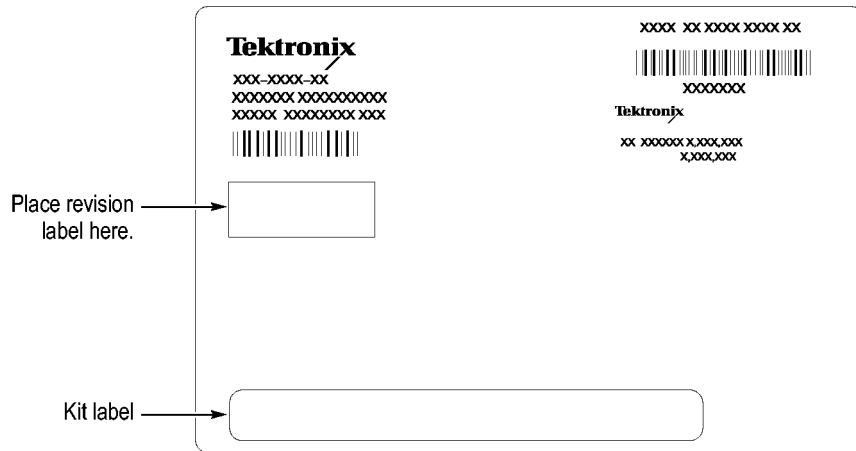 Tektronix
XXX–XXXX–XX
XXXXXXX XXXXXXXXXX
XXXXX XXXXXXXX XXX
XXXX XX XXXX XXXX XX
XXXXXXX
Tektronix
XX XXXXXX X,XXX,XXX
X,XXX,XXX
Place revision
label here.
Kit label